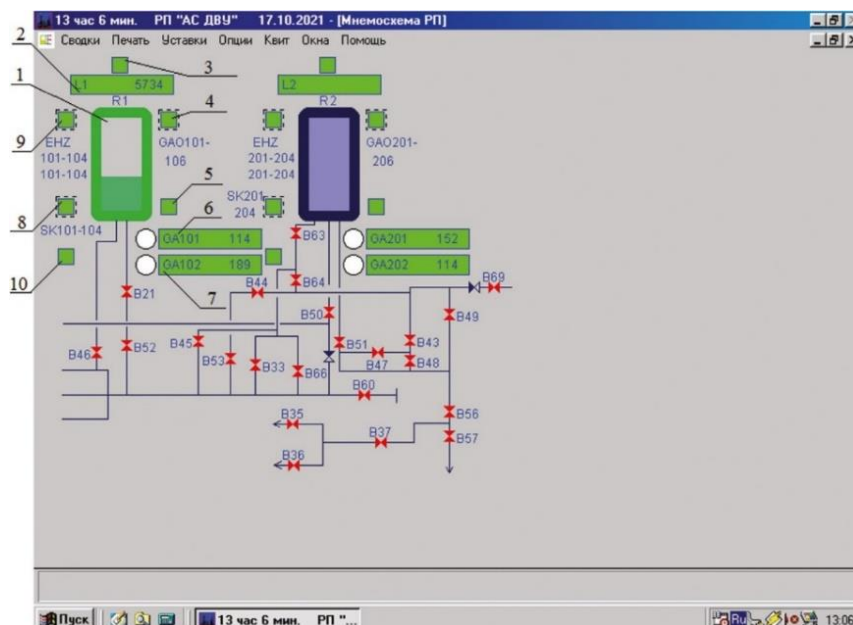 13 час 6 мин. РП "АС ДВУ" 17.10.2021 - [Мнемосхема РП]
Сводки Печать Уставки Опции Квит Окна Помощь
2
3
L1 5734
L2
1
R1
R2
4
9
EHZ
101-104
101-104
GAO101-
106
EHZ
201-204
201-204
GAO201-
206
5
SK201
204
8
SK101-104
6
10
GA101 114
GA102 189
7
B63
GA201 152
GA202 114
B21
B44
B64
B69
B50
B49
B46
B52
B45
B53
B33
B66
B51
B47
B43
B48
B60
B35
B37
B36
B56
B57
Пуск
13 час 6 мин. РП "...
Ru
13:06